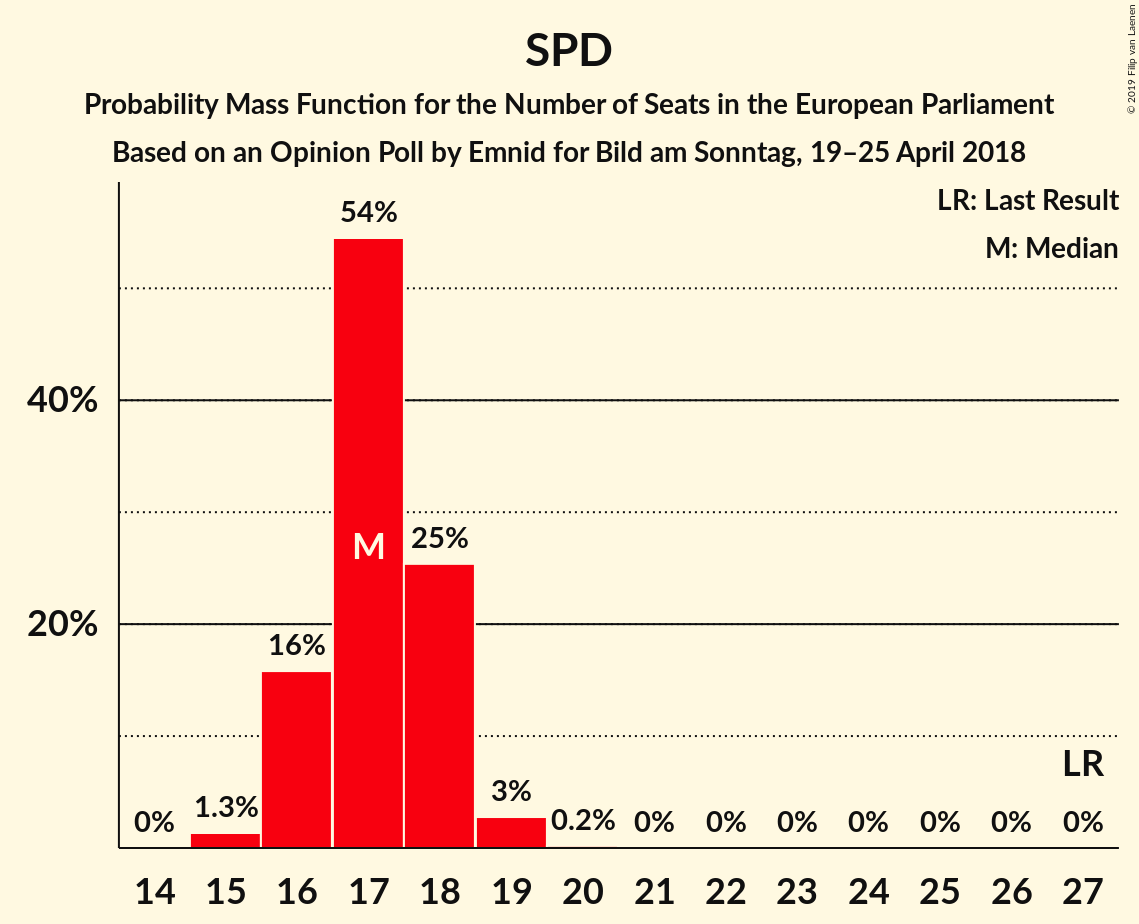 SPD
Probability Mass Function for the Number of Seats in the European Parliament
Based on an Opinion Poll by Emnid for Bild am Sonntag, 19–25 April 2018
© 2019 Filip van Laenen
LR: Last Result
M: Median
54%
40%
M
25%
20%
16%
LR
0% 1.3% 3% 0.2% 0% 0% 0% 0% 0% 0% 0%
14 15 16 17 18 19 20 21 22 23 24 25 26 27